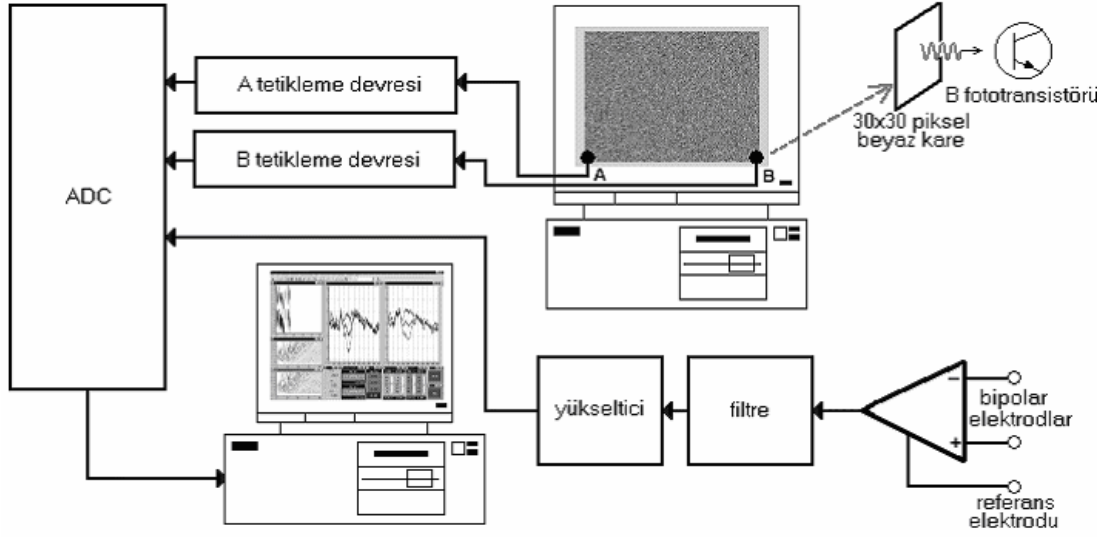 ADC
A tetikleme devresi
B tetikleme devresi
A
B
B fototransistörü
30x30 piksel
beyaz kare
yükseltici
filtre
−
+
bipolar
elektrodlar
referans
elektrodu